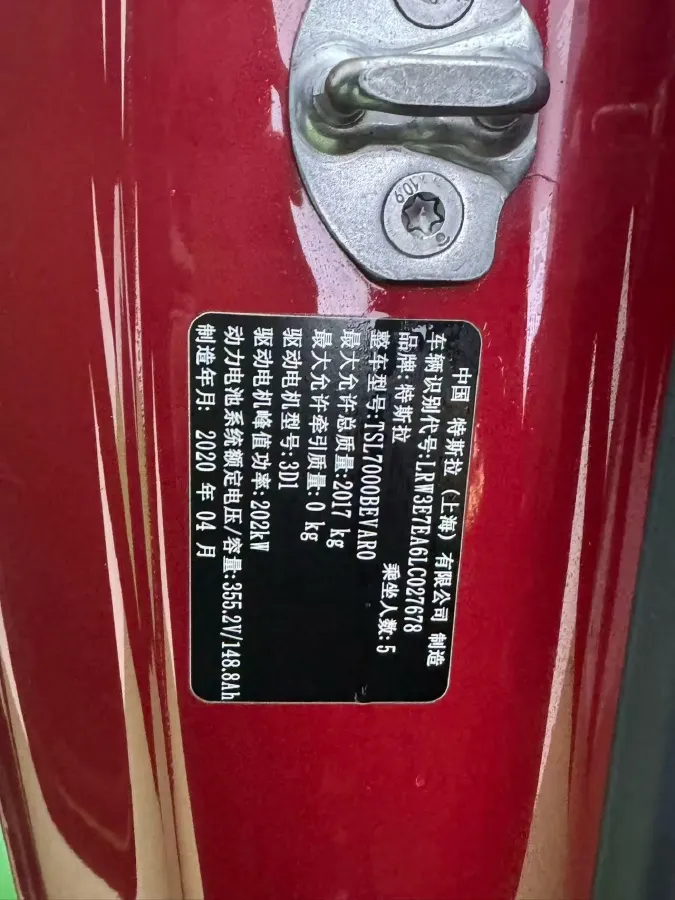 中国 特斯拉 (上海) 有限公司 制造
车辆识别代号:LRW3E7EA6LC027678
品牌:特斯拉 乘坐人数:5
整车型号:TSL7000BEVAR0
最大允许总质量:2017 kg
最大允许牵引质量:0 kg
驱动电机型号:3D1
驱动电机峰值功率:202kW
动力电池系统额定电压/容量:355.2V/148.8Ah
制造年月: 2020 年 04 月
10.9